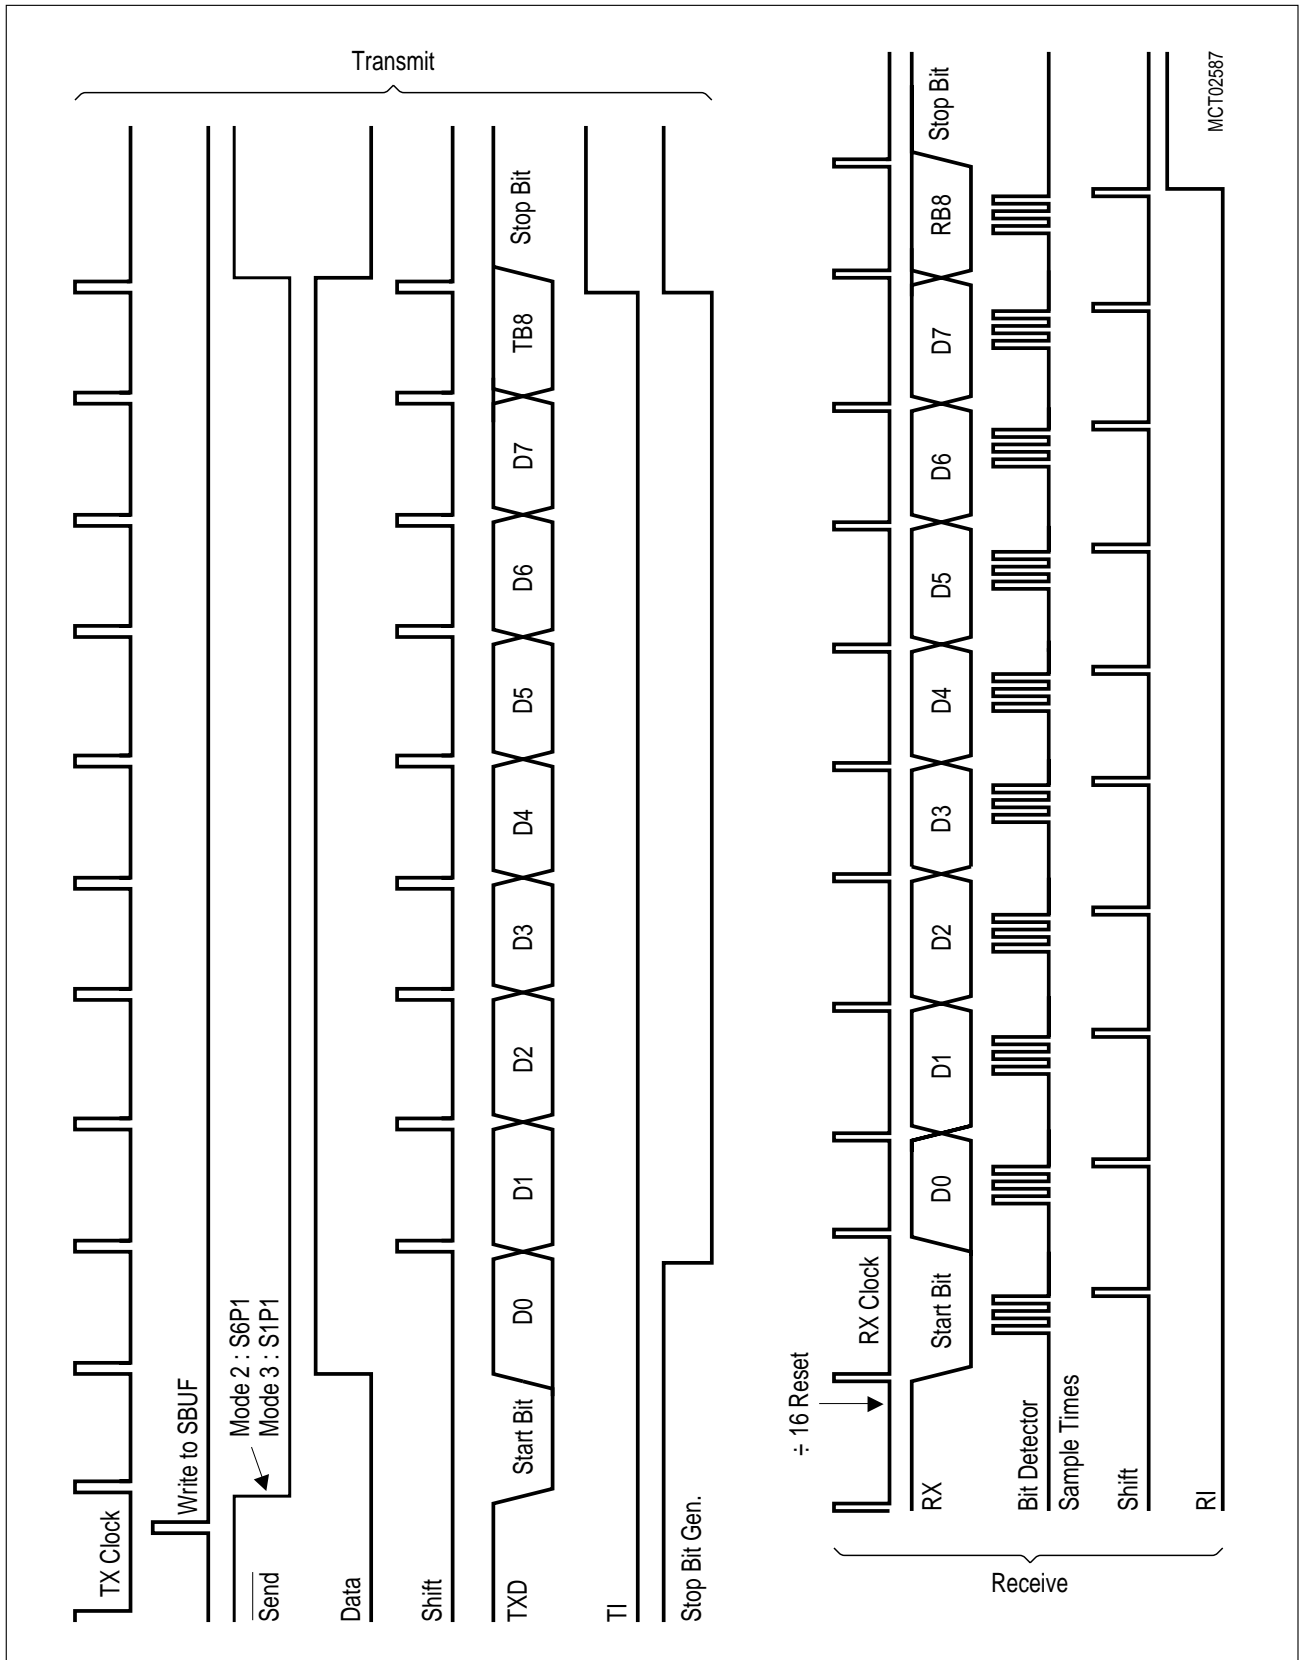 Transmit
TX Clock
Write to SBUF
Mode 2 : S6P1
Mode 3 : S1P1
Send
Data
Shift
TXD
Start Bit
D0
D1
D2
D3
D4
D5
D6
D7
TB8
Stop Bit
TI
Stop Bit Gen.
÷ 16 Reset
RX Clock
RX
Start Bit
D0
D1
D2
D3
D4
D5
D6
D7
RB8
Stop Bit
Bit Detector
Sample Times
Shift
RI
Receive
MCT02587